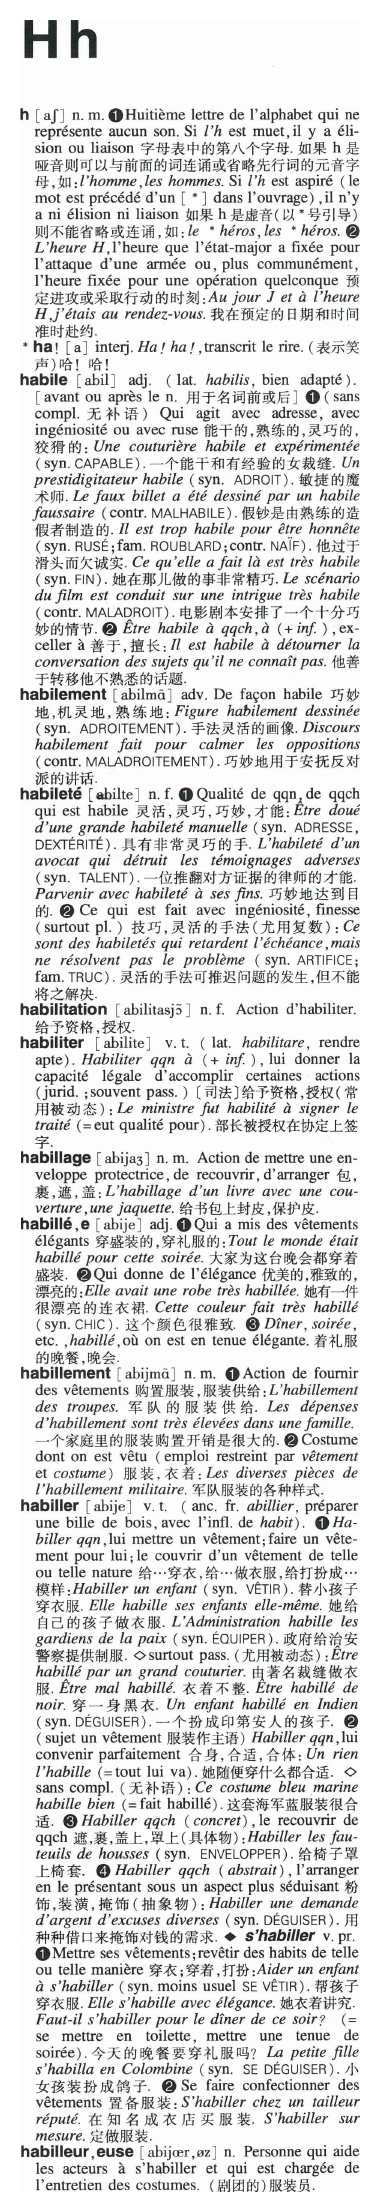 H h
h [aʃ] n. m. ❶Huitième lettre de l'alphabet qui ne
représente aucun son. Si l'h est muet, il y a éli-
sion ou liaison 字母表中的第八个字母. 如果 h 是
哑音则可以与前面的词连诵或省略先行词的元音字
母,如:l'homme,les hommes. Si l'h est aspiré (le
mot est précédé d'un [ * ] dans l'ouvrage),il n'y
a ni élision ni liaison 如果 h 是虚音(以 * 号引导)
则不能省略或连诵,如:le * héros,les * héros. ❷
L'heure H,l'heure que l'état-major a fixée pour
l'attaque d'une armée ou, plus communément,
l'heure fixée pour une opération quelconque 预
定进攻或采取行动的时刻:Au jour J et à l'heure
H,j'étais au rendez-vous. 我在预定的日期和时间
准时赴约.
* ha! [a] interj. Ha! ha!,transcrit le rire. (表示笑
声)哈! 哈!
habile [abil] adj. (lat. habilis, bien adapté).
[avant ou après le n. 用于名词前或后] ❶(sans
compl. 无补语) Qui agit avec adresse, avec
ingéniosité ou avec ruse 能干的,熟练的,灵巧的,
狡猾的: Une couturière habile et expérimentée
(syn. CAPABLE). 一个能干和有经验的女裁缝. Un
prestidigitateur habile (syn. ADROIT). 敏捷的魔
术师. Le faux billet a été dessiné par un habile
faussaire (contr. MALHABILE). 假钞是由熟练的造
假者制造的. Il est trop habile pour être honnête
(syn. RUSÉ;fam. ROUBLARD;contr. NAÏF). 他过于
滑头而欠诚实. Ce qu'elle a fait là est très habile
(syn. FIN). 她在那儿做的事非常精巧. Le scénario
du film est conduit sur une intrigue très habile
(contr. MALADROIT). 电影剧本安排了一个十分巧
妙的情节. ❷ Être habile à qqch,à (+ inf.), ex-
celler à 善于,擅长:Il est habile à détourner la
conversation des sujets qu'il ne connaît pas. 他善
于转移他不熟悉的话题.
habilement [abilmɑ̃] adv. De façon habile 巧妙
地,机灵地,熟练地: Figure habilement dessinée
(syn. ADROITEMENT). 手法灵活的画像. Discours
habilement fait pour calmer les oppositions
(contr. MALADROITEMENT). 巧妙地用于安抚反对
派的讲话.
habileté [abilte] n. f. ❶ Qualité de qqn, de qqch
qui est habile 灵活,灵巧,巧妙,才能:Être doué
d'une grande habileté manuelle (syn. ADRESSE,
DEXTÉRITÉ). 具有非常灵巧的手. L'habileté d'un
avocat qui détruit les témoignages adverses
(syn. TALENT). 一位推翻对方证据的律师的才能.
Parvenir avec habileté à ses fins. 巧妙地达到目
的. ❷ Ce qui est fait avec ingéniosité, finesse
(surtout pl.) 技巧,灵活的手法(尤用复数):Ce
sont des habiletés qui retardent l'échéance,mais
ne résolvent pas le problème (syn. ARTIFICE;
fam. TRUC). 灵活的手法可推迟问题的发生,但不能
将之解决.
habilitation [abilitasjɔ̃] n. f. Action d'habiliter.
给予资格,授权.
habiliter [abilite] v. t. (lat. habilitare, rendre
apte). Habiliter qqn à (+ inf.), lui donner la
capacité légale d'accomplir certaines actions
(jurid.;souvent pass.) 〔司法〕给予资格,授权(常
用被动态): Le ministre fut habilité à signer le
traité (=eut qualité pour). 部长被授权在协定上签
字.
habillage [abijaʒ] n. m. Action de mettre une en-
veloppe protectrice, de recouvrir, d'arranger 包,
裹,遮,盖:L'habillage d'un livre avec une cou-
verture,une jaquette. 给书包上封皮,保护皮.
habillé,e [abije] adj. ❶Qui a mis des vêtements
élégants 穿盛装的,穿礼服的:Tout le monde était
habillé pour cette soirée. 大家为这台晚会都穿着
盛装. ❷Qui donne de l'élégance 优美的,雅致的,
漂亮的:Elle avait une robe très habillée. 她有一件
很漂亮的连衣裙. Cette couleur fait très habillé
(syn. CHIC). 这个颜色很雅致. ❸ Dîner, soirée,
etc.,habillé,où on est en tenue élégante. 着礼服
的晚餐,晚会.
habillement [abijmɑ̃] n. m. ❶Action de fournir
des vêtements 购置服装,服装供给:L'habillement
des troupes. 军队的服装供给. Les dépenses
d'habillement sont très élevées dans une famille.
一个家庭里的服装购置开销是很大的. ❷ Costume
dont on est vêtu (emploi restreint par vêtement
et costume) 服装,衣着: Les diverses pièces de
l'habillement militaire. 军队服装的各种样式.
habiller [abije] v. t. (anc. fr. abillier, préparer
une bille de bois, avec l'infl. de habit). ❶Ha-
biller qqn,lui mettre un vêtement;faire un vête-
ment pour lui;le couvrir d'un vêtement de telle
ou telle nature 给…穿衣,给…做衣服,给打扮成…
模样:Habiller un enfant (syn. VÊTIR). 替小孩子
穿衣服. Elle habille ses enfants elle-même. 她给
自己的孩子做衣服. L'Administration habille les
gardiens de la paix (syn. ÉQUIPER). 政府给治安
警察提供制服. ◇surtout pass. (尤用被动态):Être
habillé par un grand couturier. 由著名裁缝做衣
服. Être mal habillé. 衣着不整. Être habillé de
noir. 穿一身黑衣. Un enfant habillé en Indien
(syn. DÉGUISER). 一个扮成印第安人的孩子. ❷
(sujet un vêtement 服装作主语) Habiller qqn,lui
convenir parfaitement 合身,合适,合体: Un rien
l'habille (=tout lui va). 她随便穿什么都合适. ◇
sans compl. (无补语): Ce costume bleu marine
habille bien (=fait habillé). 这套海军蓝服装很合
适. ❸ Habiller qqch (concret), le recouvrir de
qqch 遮,裹,盖上,罩上(具体物):Habiller les fau-
teuils de housses (syn. ENVELOPPER). 给椅子罩
上椅套. ❹ Habiller qqch (abstrait), l'arranger
en le présentant sous un aspect plus séduisant 粉
饰,装潢,掩饰(抽象物): Habiller une demande
d'argent d'excuses diverses (syn. DÉGUISER). 用
种种借口来掩饰对钱的需求. ◆ s'habiller v. pr.
❶Mettre ses vêtements;revêtir des habits de telle
ou telle manière 穿衣;穿着,打扮:Aider un enfant
à s'habiller (syn. moins usuel SE VÊTIR). 帮孩子
穿衣服. Elle s'habille avec élégance. 她衣着讲究.
Faut-il s'habiller pour le dîner de ce soir? (=
se mettre en toilette, mettre une tenue de
soirée). 今天的晚餐要穿礼服吗? La petite fille
s'habilla en Colombine (syn. SE DÉGUISER). 小
女孩装扮成鸽子. ❷ Se faire confectionner des
vêtements 置备服装: S'habiller chez un tailleur
réputé. 在知名成衣店买服装. S'habiller sur
mesure. 定做服装.
habilleur,euse [abijœr,øz] n. Personne qui aide
les acteurs à s'habiller et qui est chargée de
l'entretien des costumes. (剧团的)服装员.